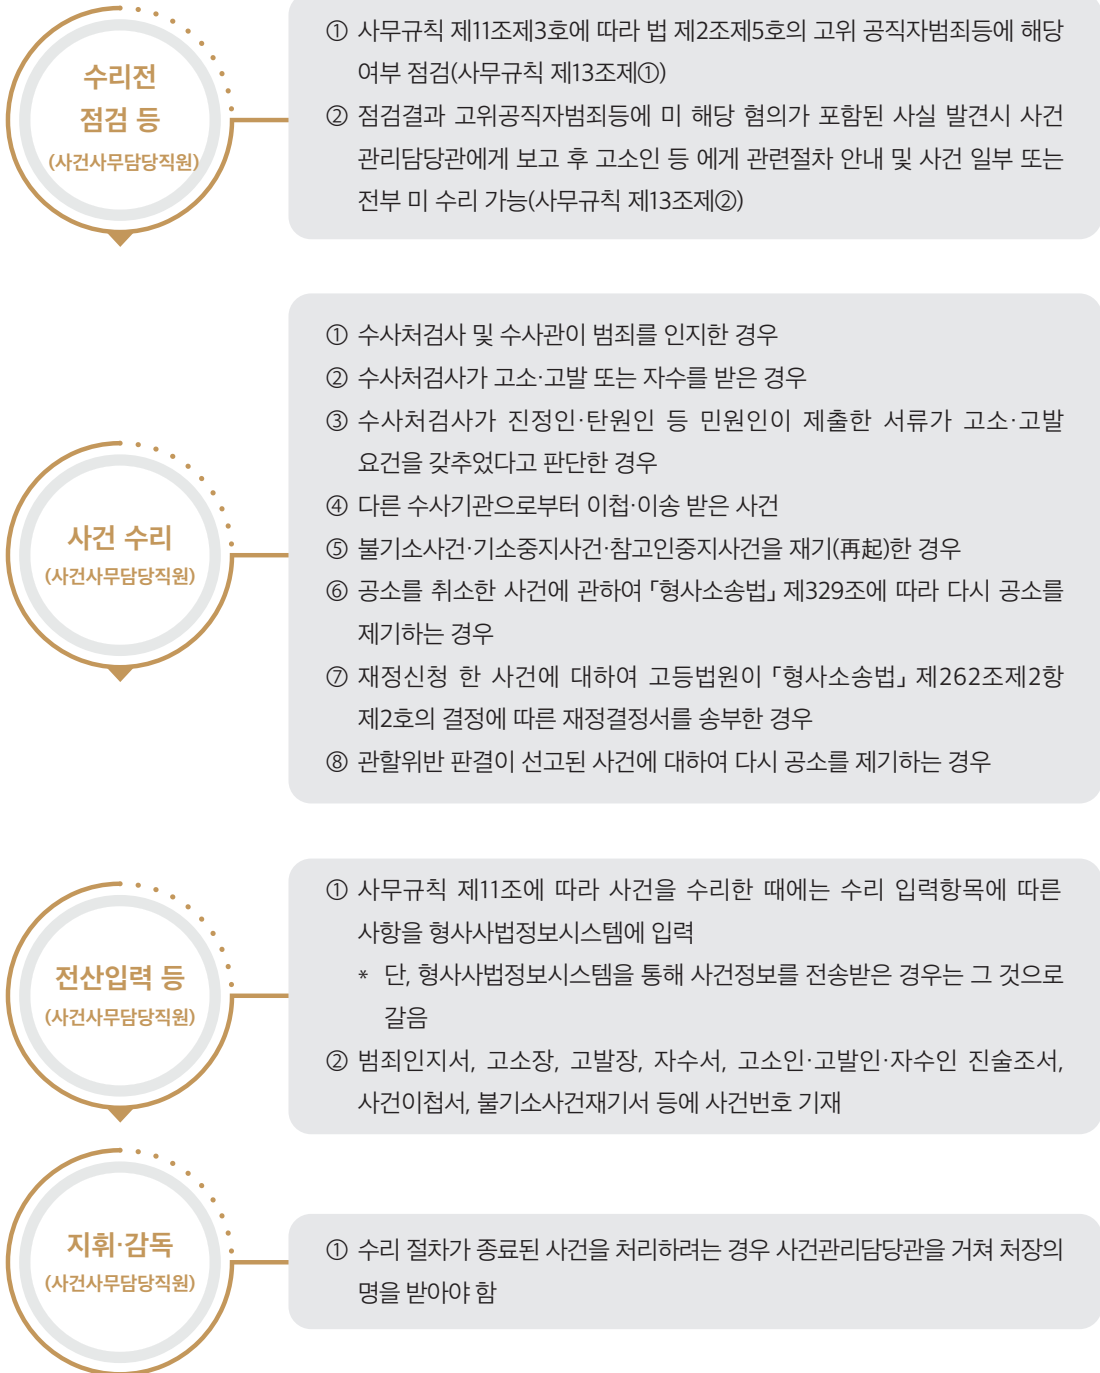 수리전
점검 등
(사건사무담당직원)
① 사무규칙 제11조제3호에 따라 법 제2조제5호의 고위 공직자범죄등에 해당
여부 점검(사무규칙 제13조제①)
② 점검결과 고위공직자범죄등에 미 해당 혐의가 포함된 사실 발견시 사건
관리담당관에게 보고 후 고소인 등 에게 관련절차 안내 및 사건 일부 또는
전부 미 수리 가능(사무규칙 제13조제②)
사건 수리
(사건사무담당직원)
① 수사처검사 및 수사관이 범죄를 인지한 경우
② 수사처검사가 고소·고발 또는 자수를 받은 경우
③ 수사처검사가 진정인·탄원인 등 민원인이 제출한 서류가 고소·고발
요건을 갖추었다고 판단한 경우
④ 다른 수사기관으로부터 이첩·이송 받은 사건
⑤ 불기소사건·기소중지사건·참고인중지사건을 재기(再起)한 경우
⑥ 공소를 취소한 사건에 관하여 「형사소송법」 제329조에 따라 다시 공소를
제기하는 경우
⑦ 재정신청 한 사건에 대하여 고등법원이 「형사소송법」 제262조제2항
제2호의 결정에 따른 재정결정서를 송부한 경우
⑧ 관할위반 판결이 선고된 사건에 대하여 다시 공소를 제기하는 경우
전산입력 등
(사건사무담당직원)
① 사무규칙 제11조에 따라 사건을 수리한 때에는 수리 입력항목에 따른
사항을 형사사법정보시스템에 입력
* 단, 형사사법정보시스템을 통해 사건정보를 전송받은 경우는 그 것으로
갈음
② 범죄인지서, 고소장, 고발장, 자수서, 고소인·고발인·자수인 진술조서,
사건이첩서, 불기소사건재기서 등에 사건번호 기재
지휘·감독
(사건사무담당직원)
① 수리 절차가 종료된 사건을 처리하려는 경우 사건관리담당관을 거쳐 처장의
명을 받아야 함